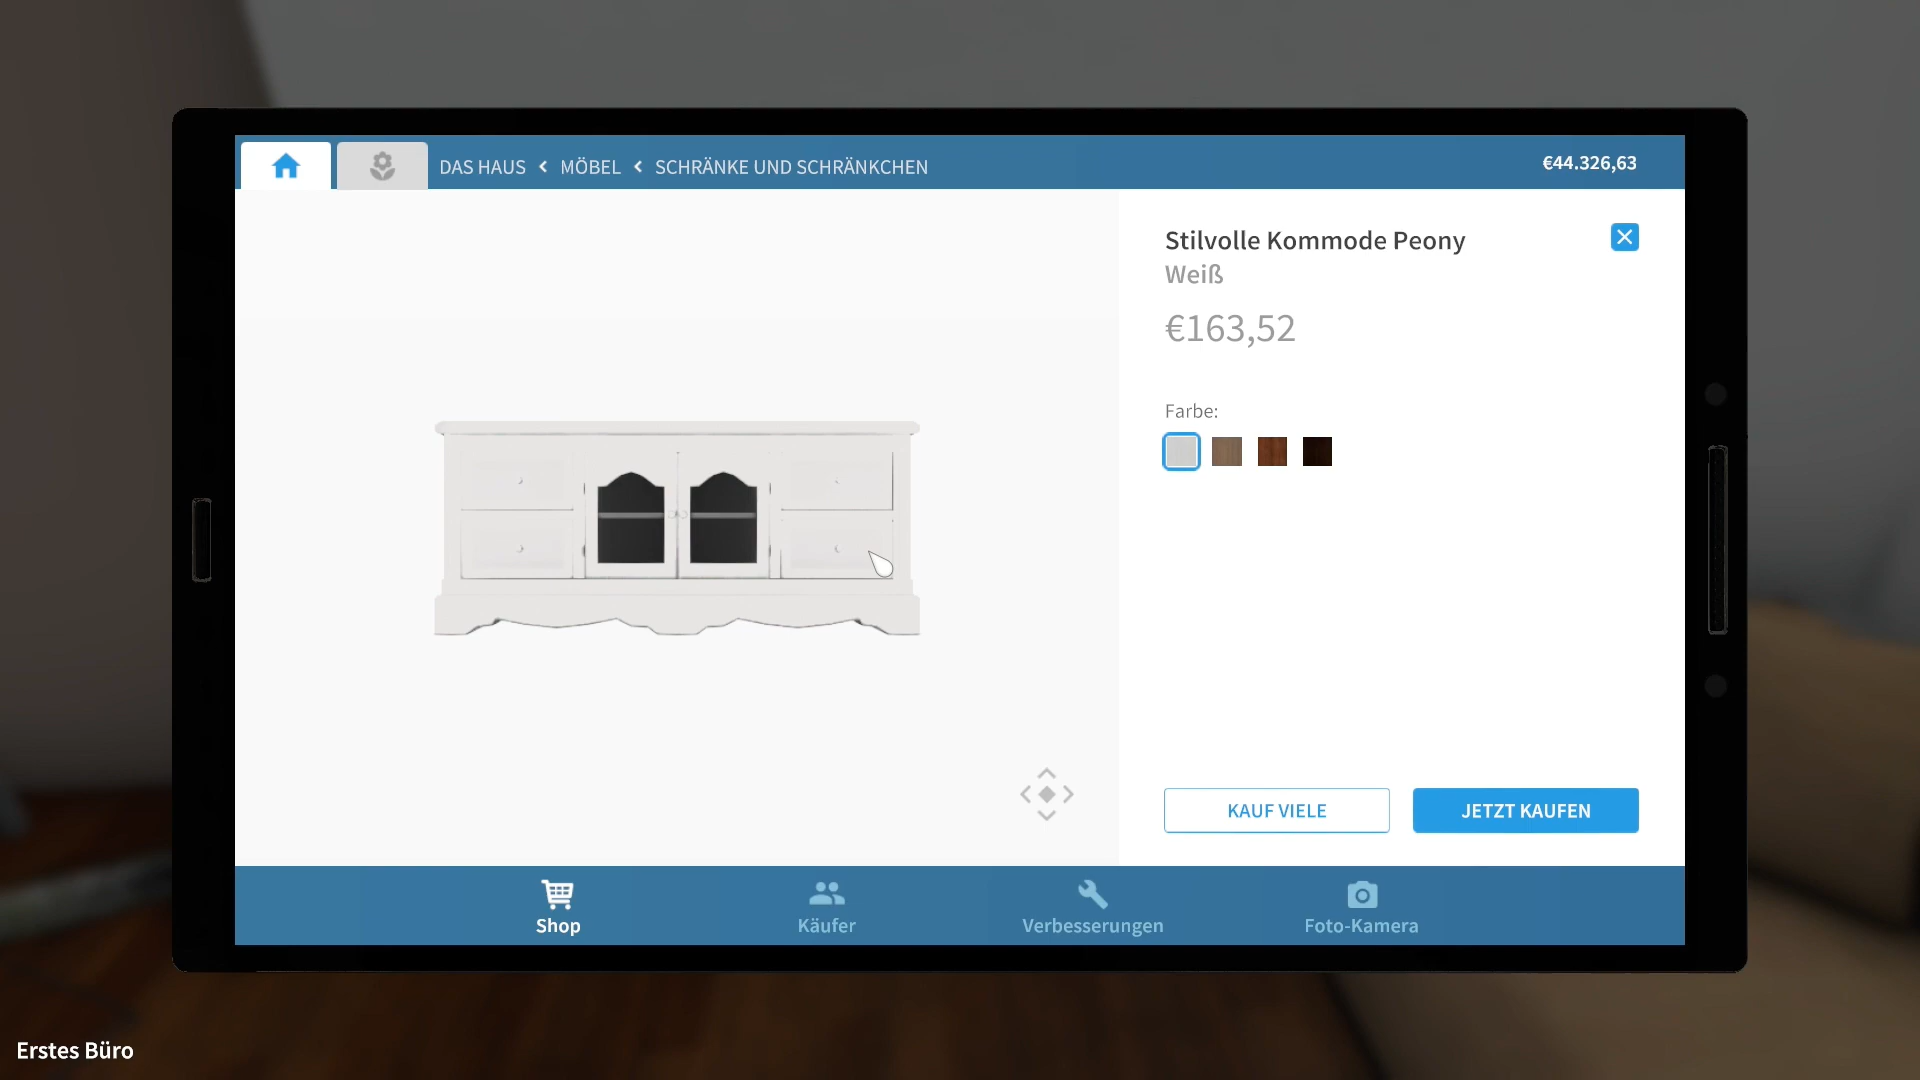 DAS HAUS < MÖBEL < SCHRÄNKE UND SCHRÄNKCHEN
€44.326,63
Stilvolle Kommode Peony
Weiß
€163,52
Farbe:
KAUF VIELE
JETZT KAUFEN
Shop
Käufer
Verbesserungen
Foto-Kamera
Erstes Büro